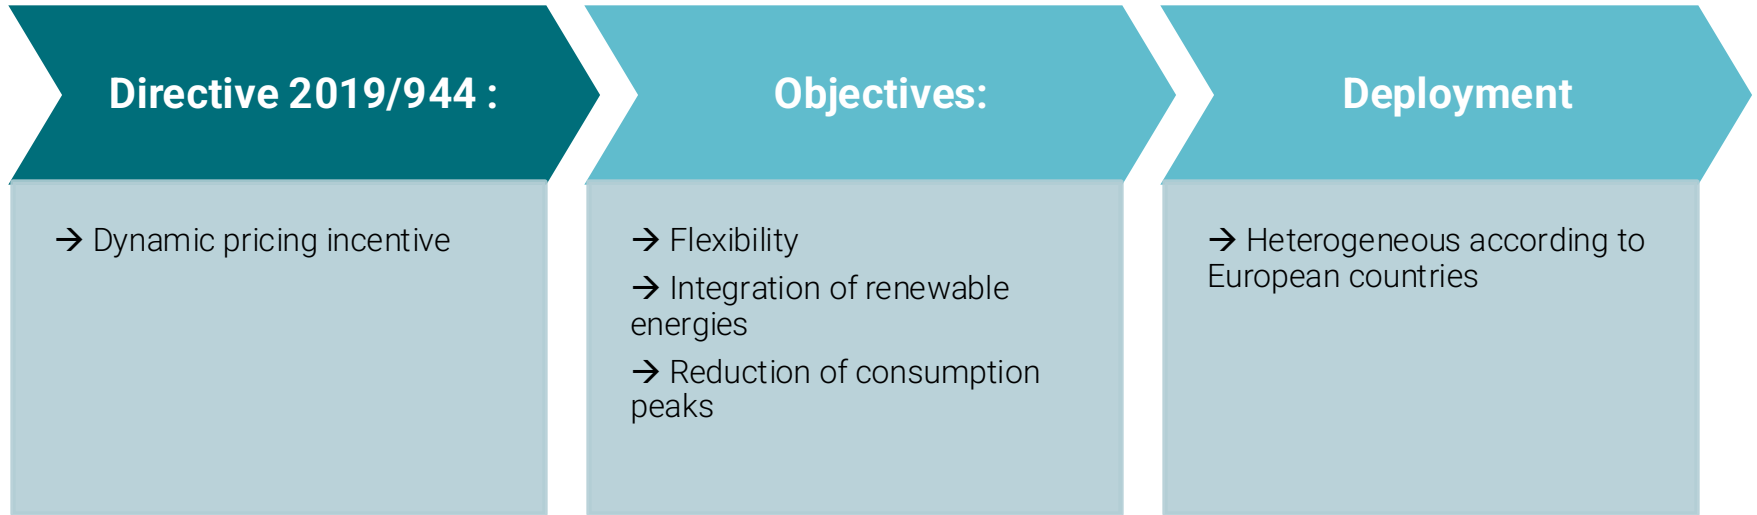 Directive 2019/944 :
→ Dynamic pricing incentive
Objectives:
→ Flexibility
→ Integration of renewable
energies
→ Reduction of consumption
peaks
Deployment
→ Heterogeneous according to
European countries